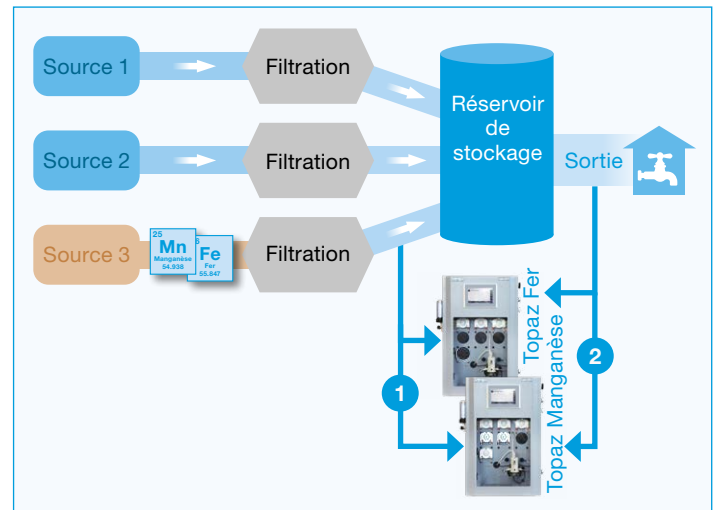 Source 1
Filtration
Réservoir
de
stockage
Source 2
Filtration
Sortie
Source 3
25
Mn
Manganèse
54.938
Fe
Fer
55.847
Filtration
Topaz Fer
Topaz Manganèse
1
2